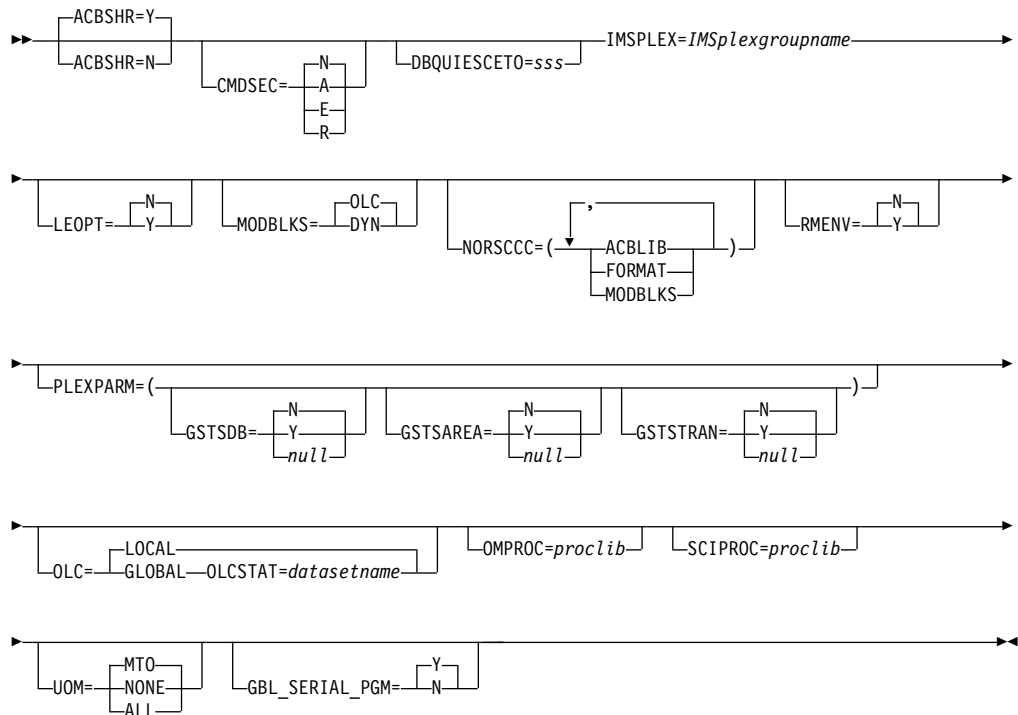 ACBSHR=Y
ACBSHR=N
CMDSEC=
N
A
E
R
DBQUIESCETO=sss
IMSPLEX=IMSplexgroupname
LEOPT=
N
Y
MODBLKS=
OLC
DYN
NORSCCC=(
,
ACBLIB
FORMAT
MODBLKS
)
RMENV=
N
Y
PLEXPARM=(
GSTSDB=
N
Y
null
GSTSAREA=
N
Y
null
GSTSTRAN=
N
Y
null
)
OLC=
LOCAL
GLOBAL OLCSTAT=datasetname
OMPROC=proclib
SCIPROC=proclib
UOM=
MTO
NONE
ALL
GBL_SERIAL_PGM=
Y
N